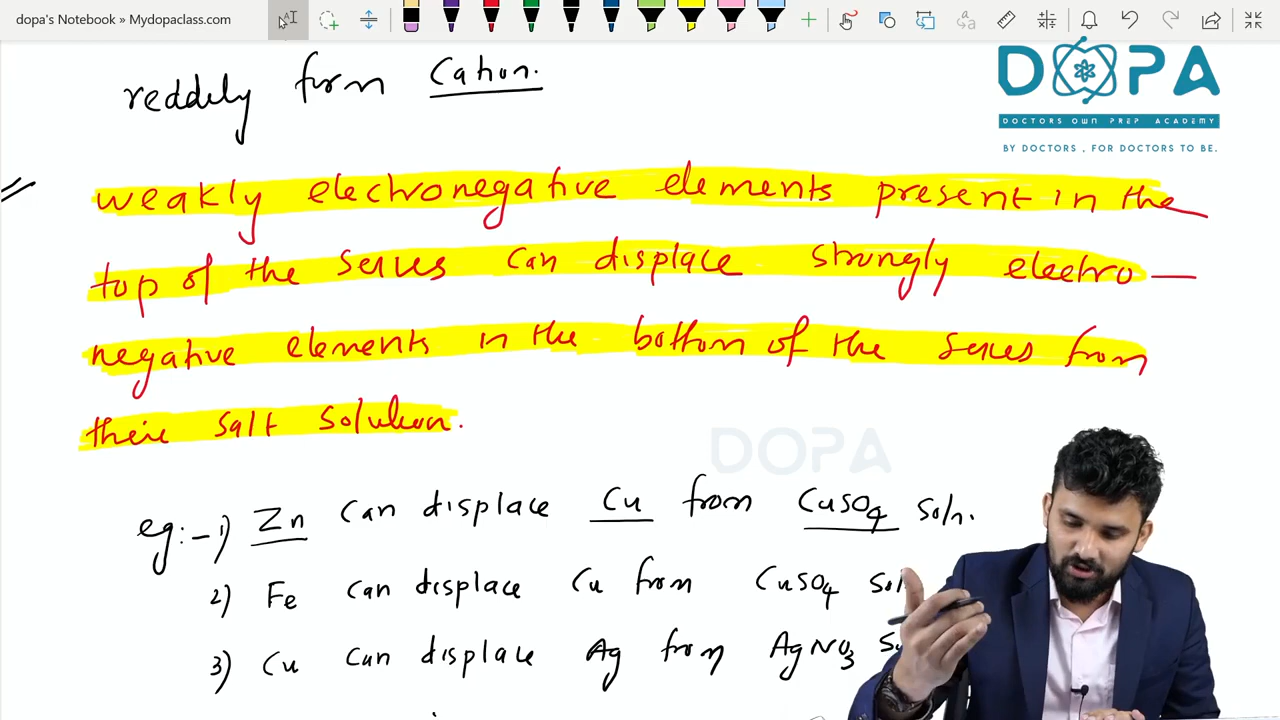 dopa's Notebook » Mydopaclass.com
reddily form Cation.
DOPA
DOCTORS OWN PREP ACADEMY
BY DOCTORS , FOR DOCTORS TO BE.
weakly electronegative elements present in the
top of the series can displace strongly electro —
negative elements in the bottom of the series from
their salt solution.
DOPA
eg:-1) Zn can displace Cu from CuSO4 Soln.
2) Fe can displace Cu from CuSO4 Sol
3) Cu can displace Ag from AgNO3 S